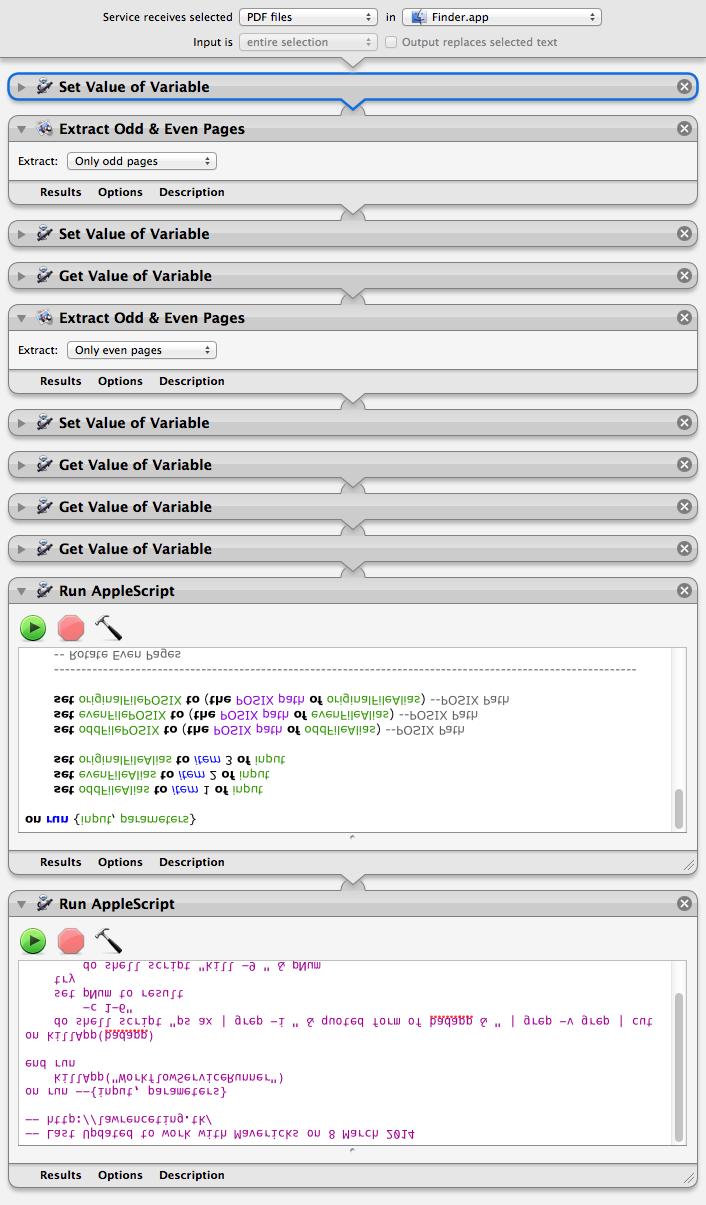 Service receives selected PDF files in Finder.app
Input is entire selection Output replaces selected text
Set Value of Variable
Extract Odd & Even Pages
Extract: Only odd pages
Results Options Description
Set Value of Variable
Get Value of Variable
Extract Odd & Even Pages
Extract: Only even pages
Results Options Description
Set Value of Variable
Get Value of Variable
Get Value of Variable
Get Value of Variable
Run AppleScript
on run {input, parameters}
set oddFileAlias to item 1 of input
set evenFileAlias to item 2 of input
set originalFileAlias to item 3 of input
set oddFilePOSIX to (the POSIX path of oddFileAlias) --POSIX Path
set evenFilePOSIX to (the POSIX path of evenFileAlias) --POSIX Path
set originalFilePOSIX to (the POSIX path of originalFileAlias) --POSIX Path
-- Rotate Even Pages
Results Options Description
Run AppleScript
-- Last Updated to work with Mavericks on 8 March 2014
-- http://lawrenceting.tk/
on run --{input, parameters}
killApp("WorkflowServiceRunner")
end run
on killApp(badapp)
do shell script "ps ax | grep -i " & quoted form of badapp & " | grep -v grep | cut
-c 1-6"
set pNum to result
try
do shell script "kill -9 " & pNum
Results Options Description